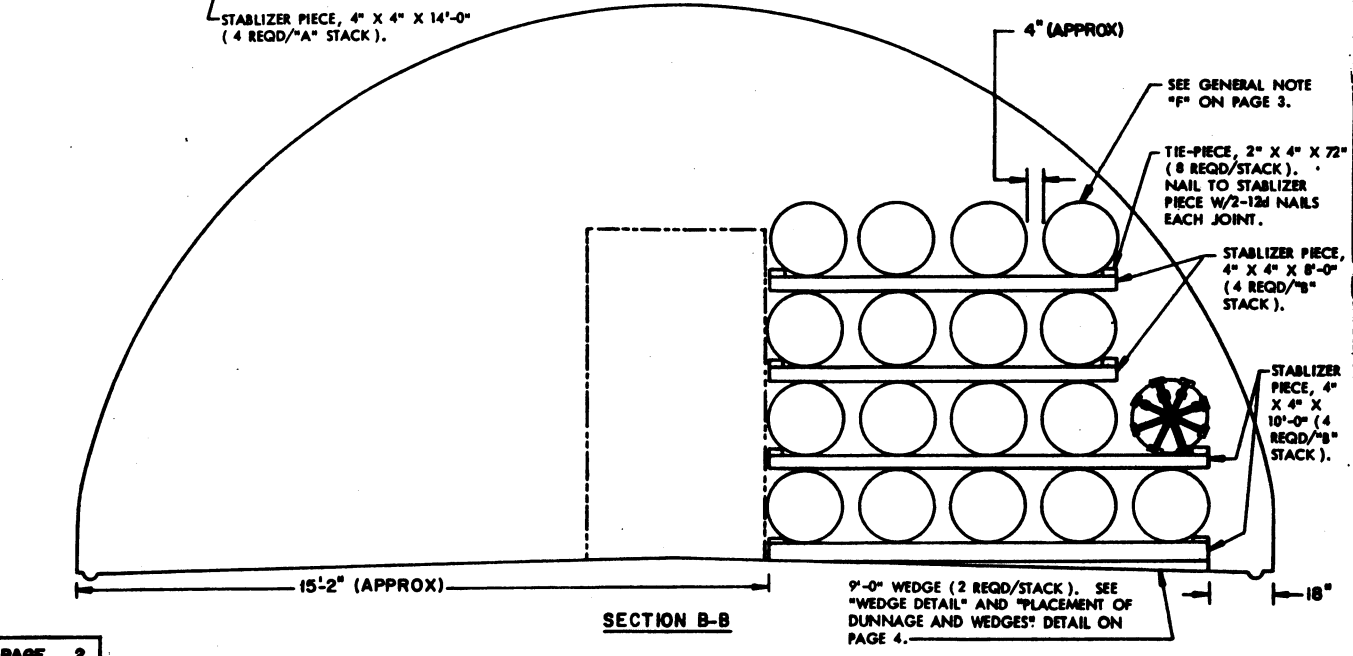 STABLIZER PIECE, 4" X 4" X 14'-0"
( 4 REQD/"A" STACK ).
4" (APPROX)
SEE GENERAL NOTE
"F" ON PAGE 3.
TIE-PIECE, 2" X 4" X 72"
( 8 REQD/STACK ).
NAIL TO STABLIZER
PIECE W/2-12d NAILS
EACH JOINT.
STABLIZER PIECE,
4" X 4" X 8'-0"
( 4 REQD/"B"
STACK ).
STABLIZER
PIECE, 4"
X 4" X
10'-0" ( 4
REQD/"B"
STACK ).
15'-2" (APPROX)
SECTION B-B
9'-0" WEDGE ( 2 REQD/STACK ). SEE
"WEDGE DETAIL" AND "PLACEMENT OF
DUNNAGE AND WEDGES" DETAIL ON
PAGE 4.
18"
PAGE 2